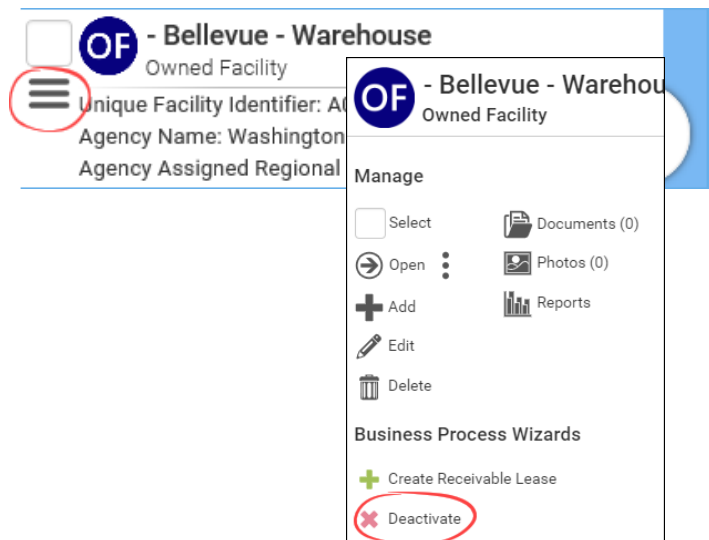 OF - Bellevue - Warehouse
Owned Facility
Unique Facility Identifier: A
Agency Name: Washington
Agency Assigned Regional
OF - Bellevue - Warehou
Owned Facility
Manage
Select
Documents (0)
Open
Photos (0)
Add
Reports
Edit
Delete
Business Process Wizards
Create Receivable Lease
Deactivate